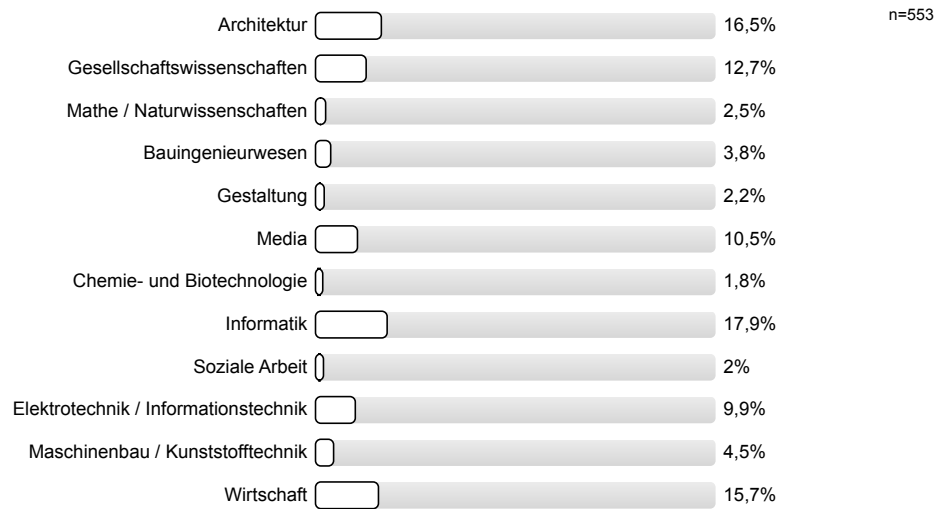 n=553
Architektur 16,5%
Gesellschaftswissenschaften 12,7%
Mathe / Naturwissenschaften 2,5%
Bauingenieurwesen 3,8%
Gestaltung 2,2%
Media 10,5%
Chemie- und Biotechnologie 1,8%
Informatik 17,9%
Soziale Arbeit 2%
Elektrotechnik / Informationstechnik 9,9%
Maschinenbau / Kunststofftechnik 4,5%
Wirtschaft 15,7%